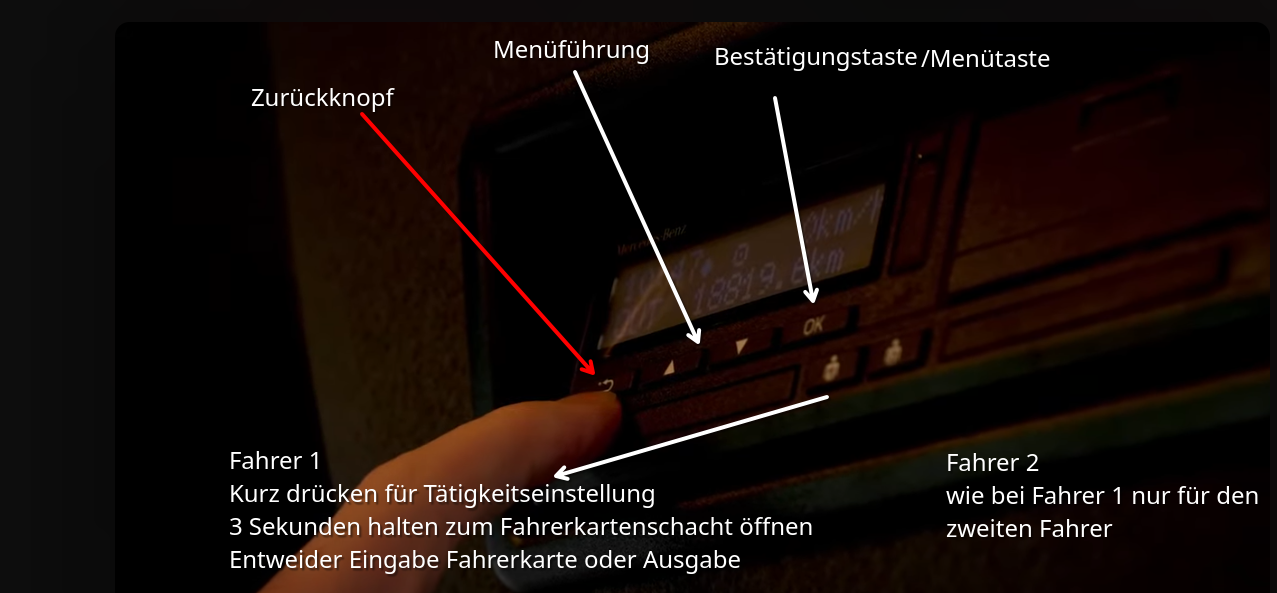 Menüführung
Bestätigungstaste/Menütaste
Zurückknopf
Mercedes-Benz
0km/h
18819.6km
OK
Fahrer 1
Kurz drücken für Tätigkeitseinstellung
3 Sekunden halten zum Fahrerkartenschacht öffnen
Entweider Eingabe Fahrerkarte oder Ausgabe
Fahrer 2
wie bei Fahrer 1 nur für den
zweiten Fahrer